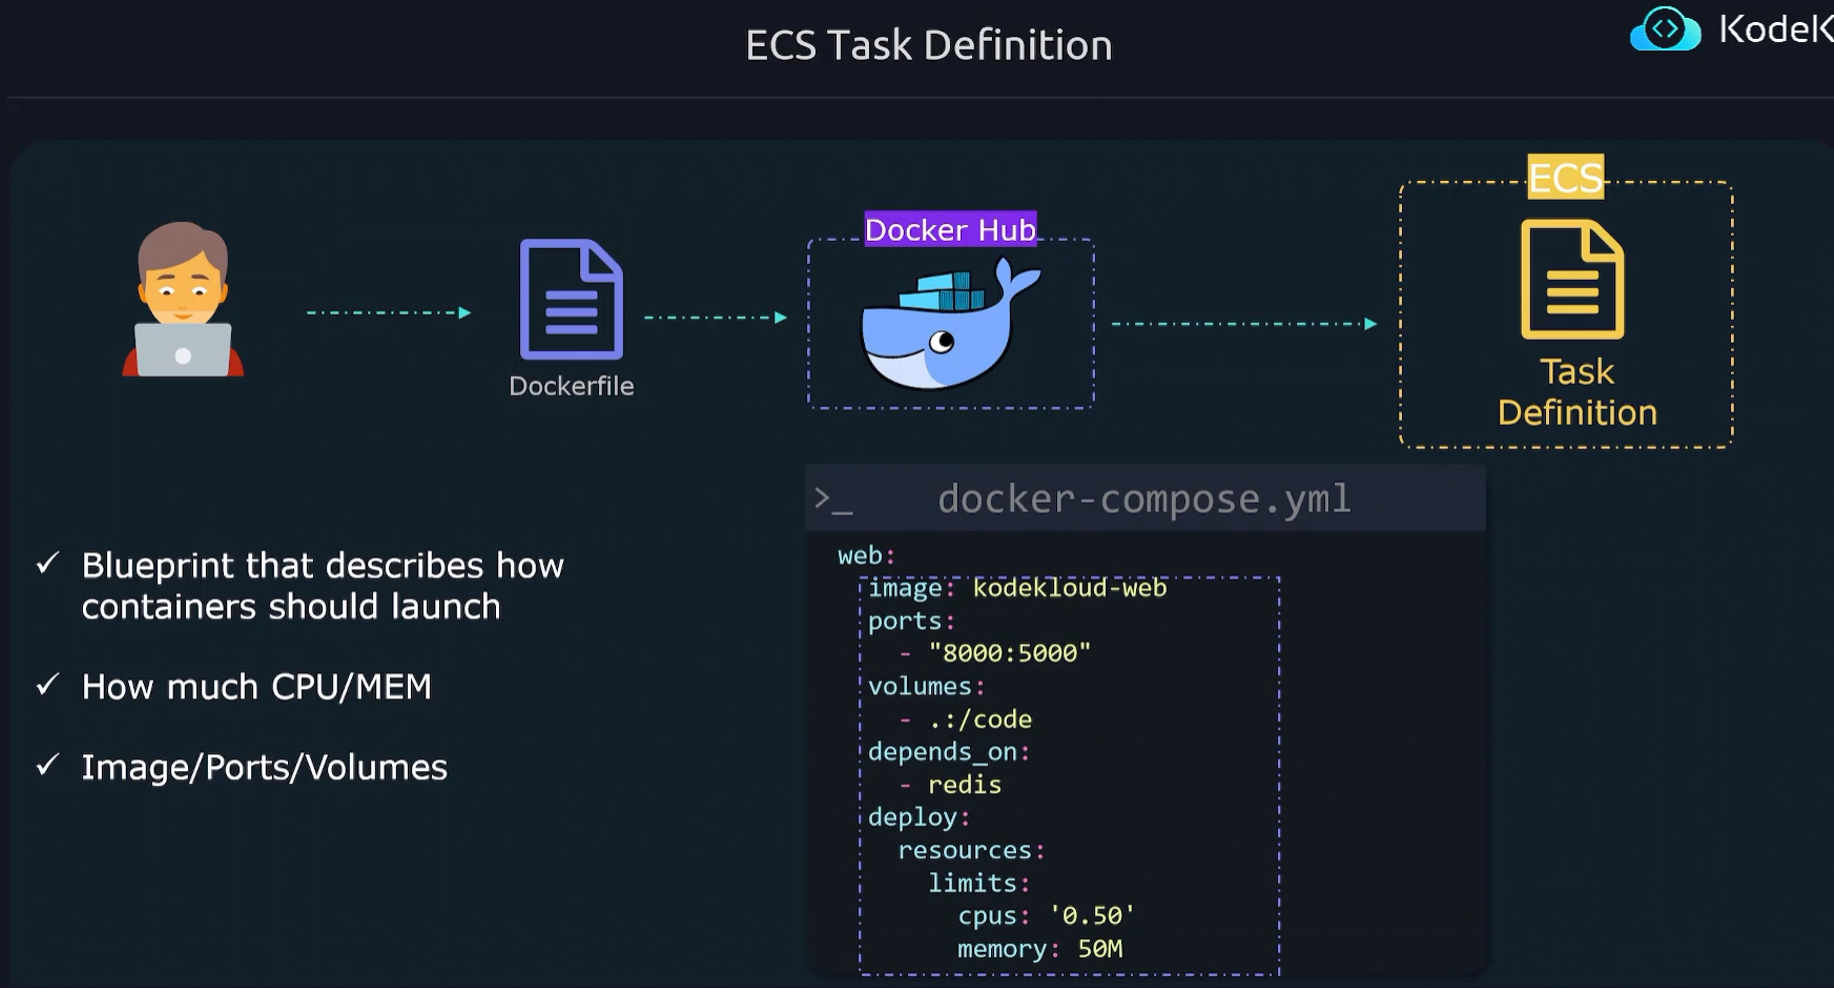 ECS Task Definition
KodeK
ECS
Docker Hub
Dockerfile
Task
Definition
>_ docker-compose.yml
✓ Blueprint that describes how
containers should launch
✓ How much CPU/MEM
✓ Image/Ports/Volumes
web:
image: kodekloud-web
ports:
- "8000:5000"
volumes:
- .:/code
depends_on:
- redis
deploy:
resources:
limits:
cpus: '0.50'
memory: 50M